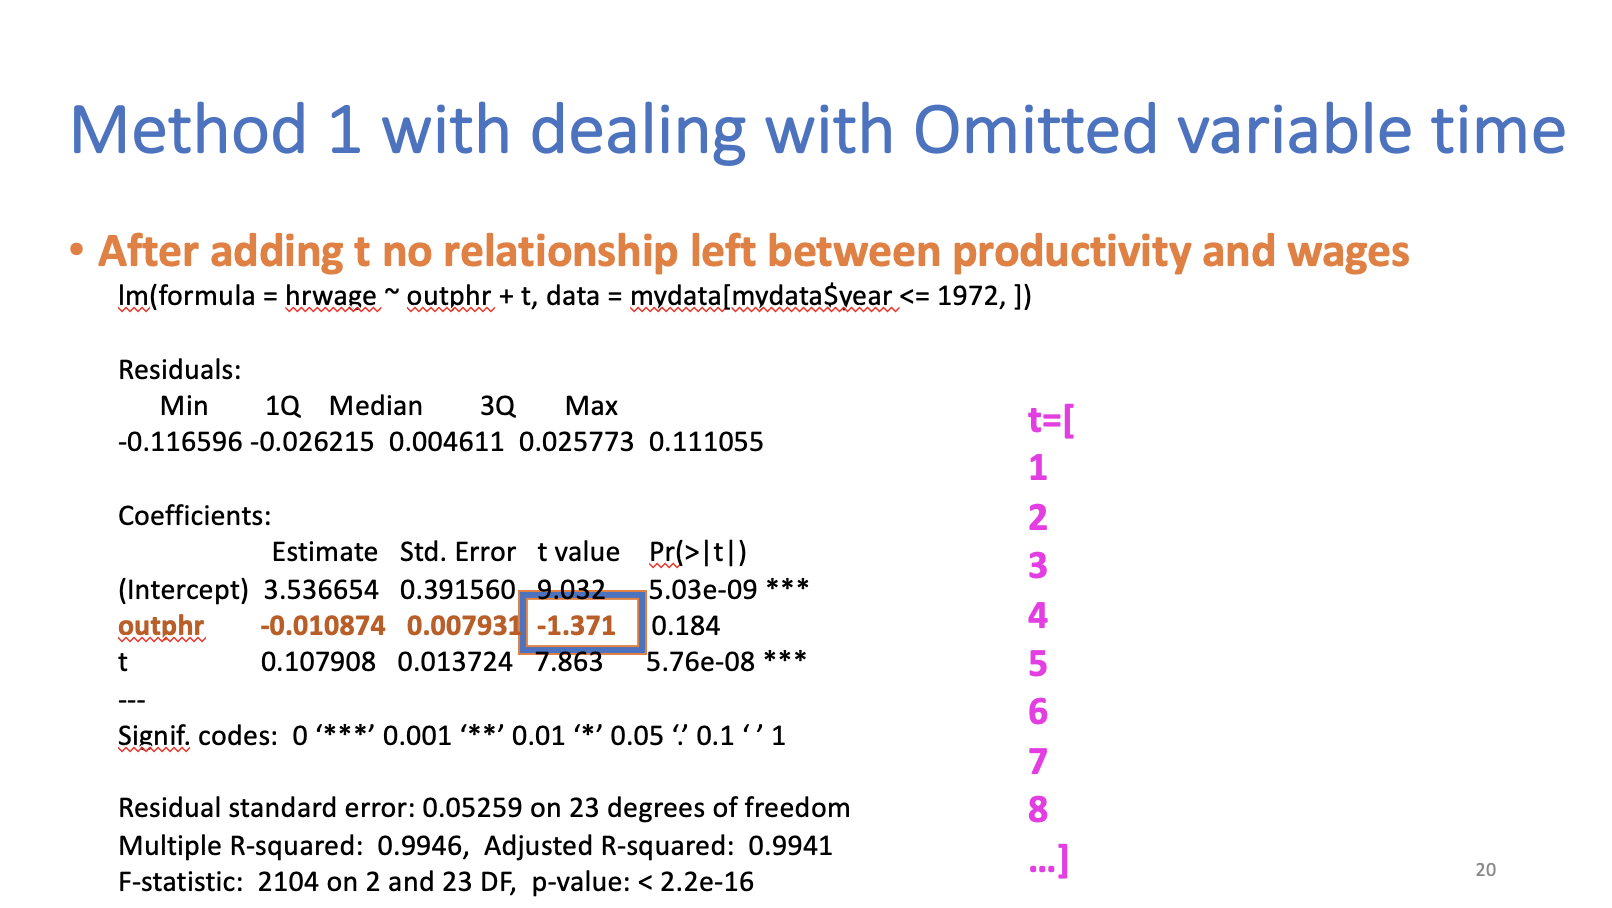 Method 1 with dealing with Omitted variable time
• After adding t no relationship left between productivity and wages
lm(formula = hrwage ~ outphr + t, data = mydata[mydata$year <= 1972, ])
Residuals:
Min 1Q Median 3Q Max
-0.116596 -0.026215 0.004611 0.025773 0.111055
Coefficients:
Estimate Std. Error t value Pr(>|t|)
(Intercept) 3.536654 0.391560 9.032 5.03e-09 ***
outphr -0.010874 0.007931 -1.371 0.184
t 0.107908 0.013724 7.863 5.76e-08 ***
---
Signif. codes: 0 ‘***’ 0.001 ‘**’ 0.01 ‘*’ 0.05 ‘.’ 0.1 ‘ ’ 1
Residual standard error: 0.05259 on 23 degrees of freedom
Multiple R-squared: 0.9946, Adjusted R-squared: 0.9941
F-statistic: 2104 on 2 and 23 DF, p-value: < 2.2e-16
t=[
1
2
3
4
5
6
7
8
...]
20